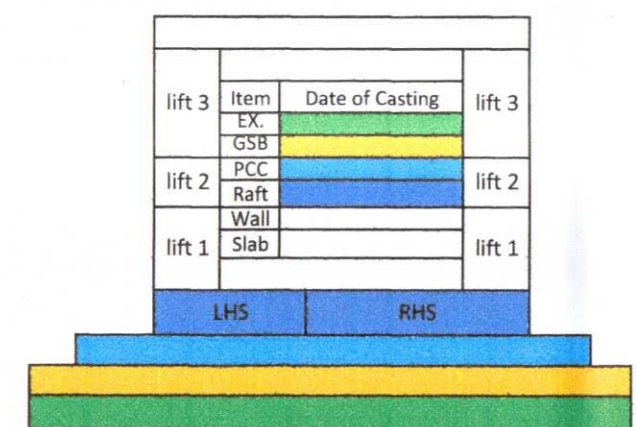 lift 3
Item
Date of Casting
lift 3
EX.
GSB
lift 2
PCC
lift 2
Raft
Wall
lift 1
Slab
lift 1
LHS
RHS